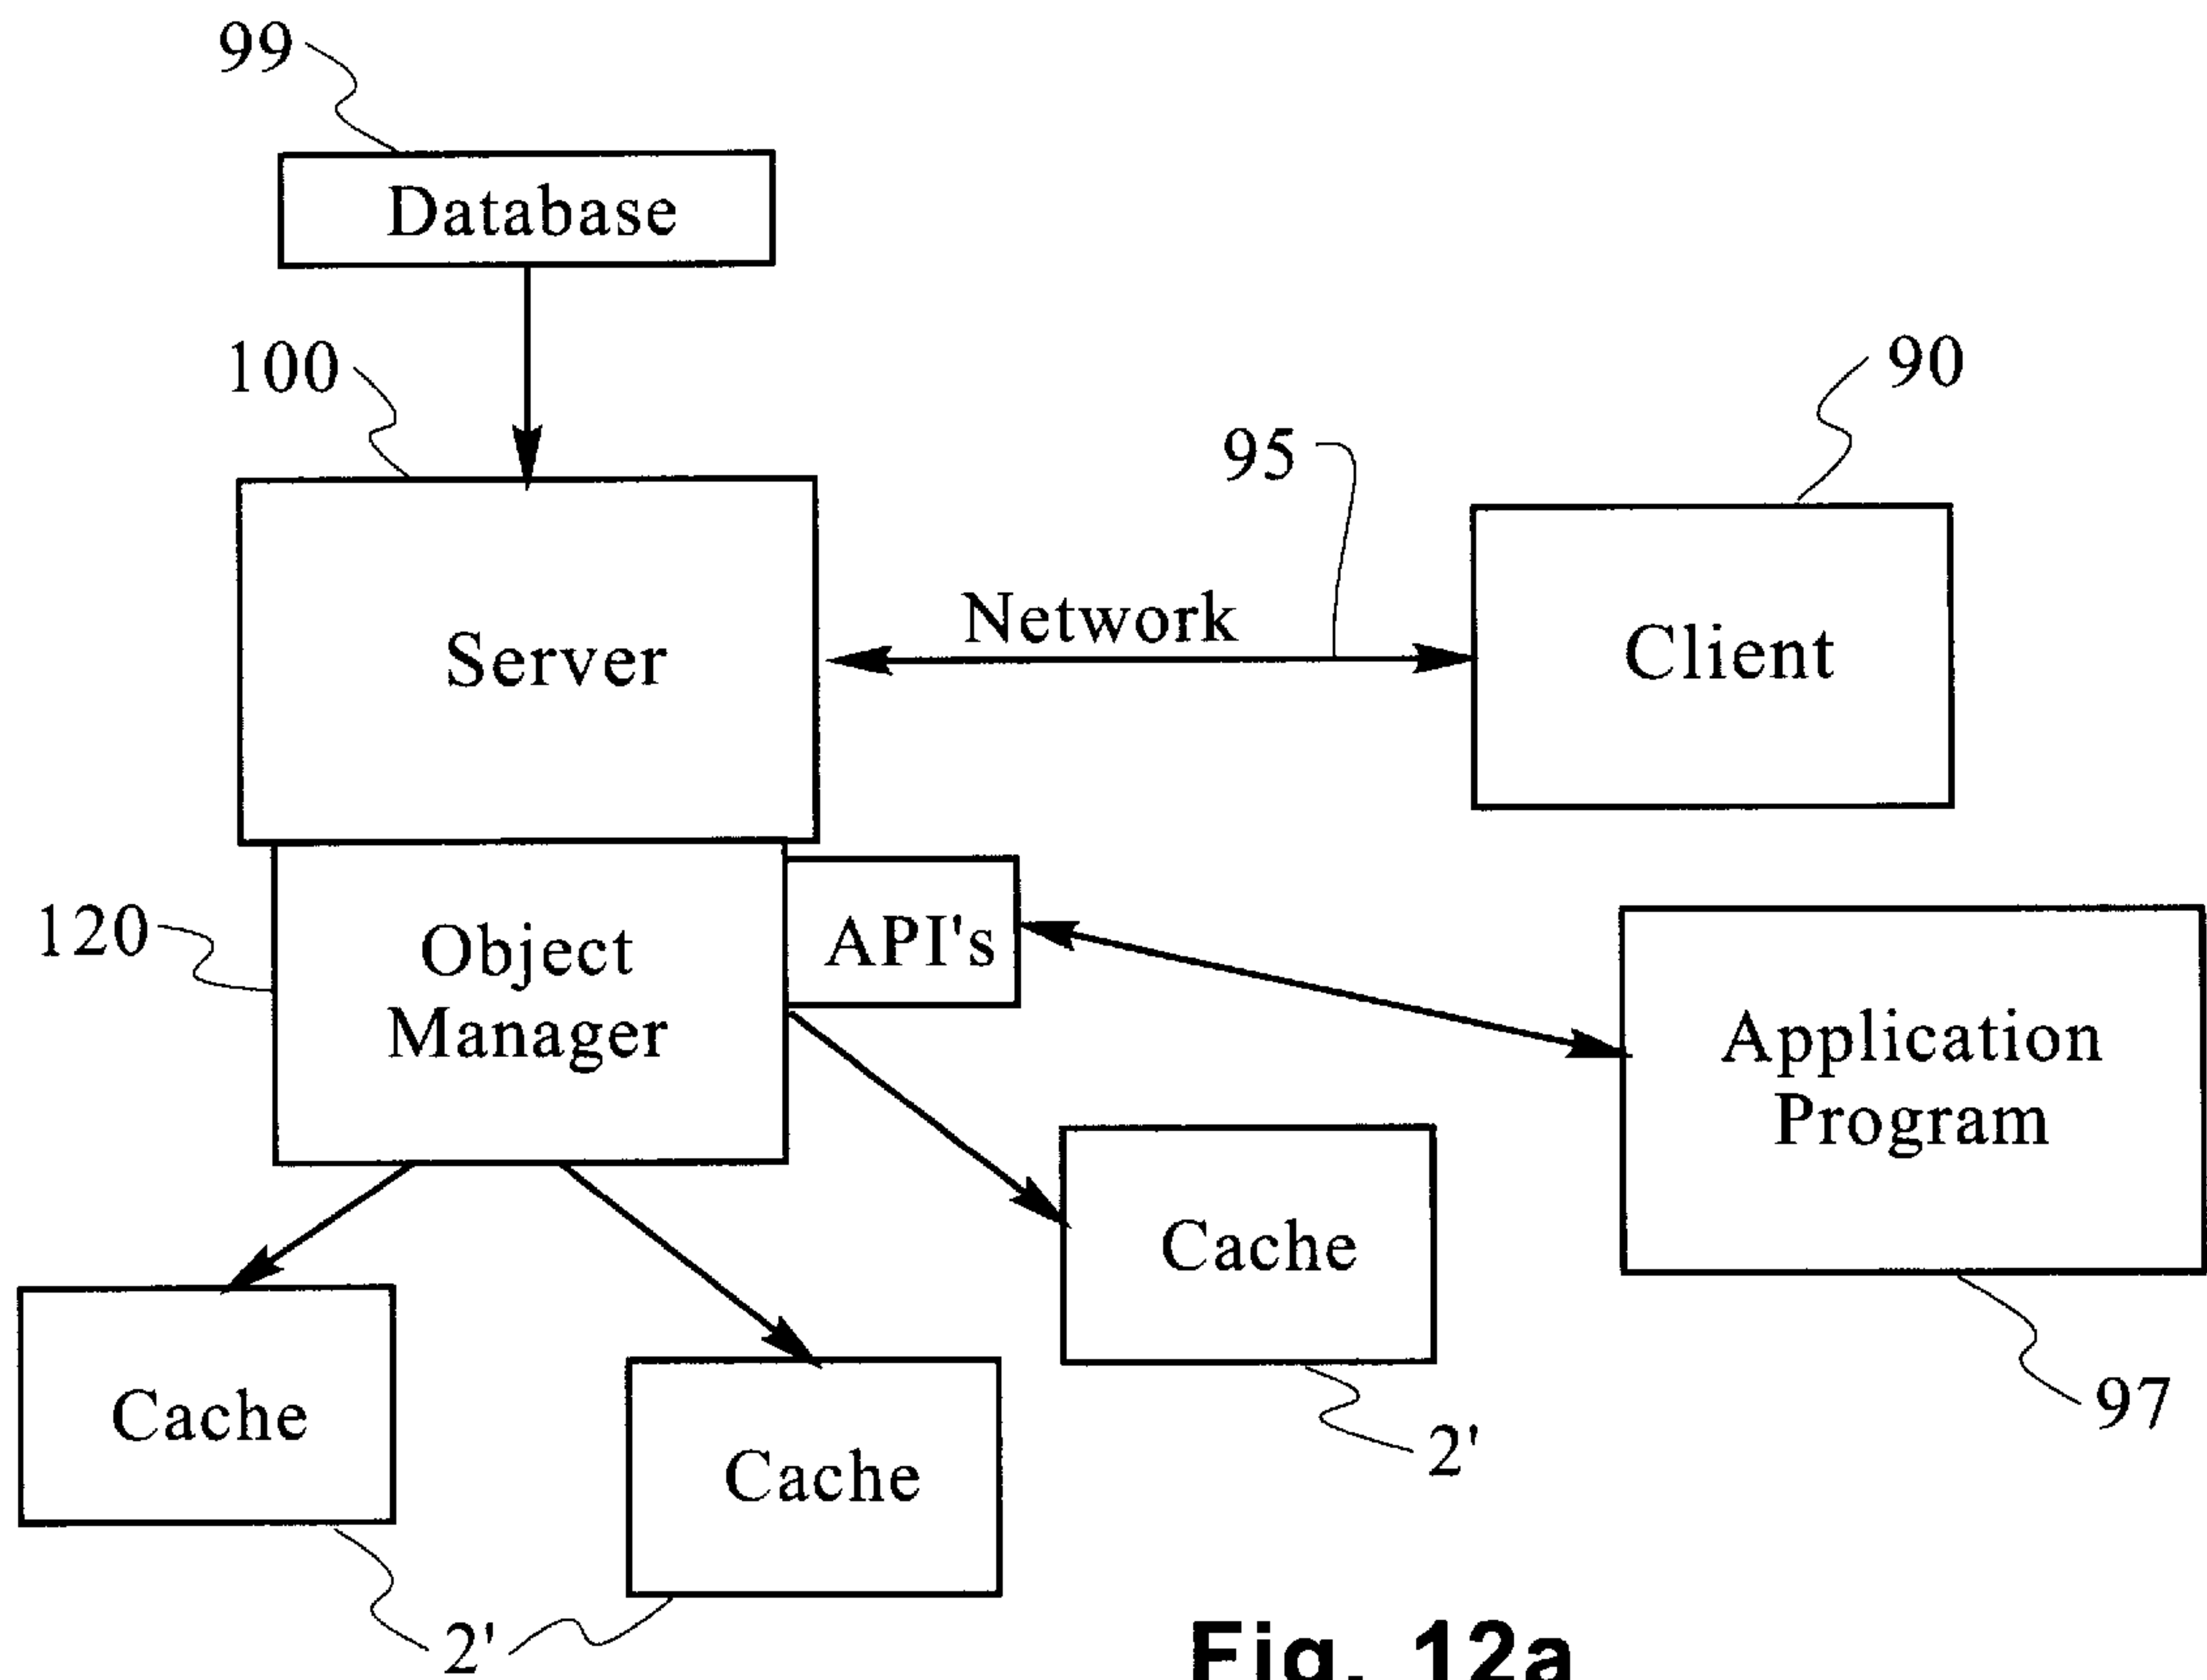 99
Database
100
90
95
Network
Server
Client
120
Object
Manager
API's
Application
Program
Cache
Cache
Cache
2'
97
2'
Fig. 12a